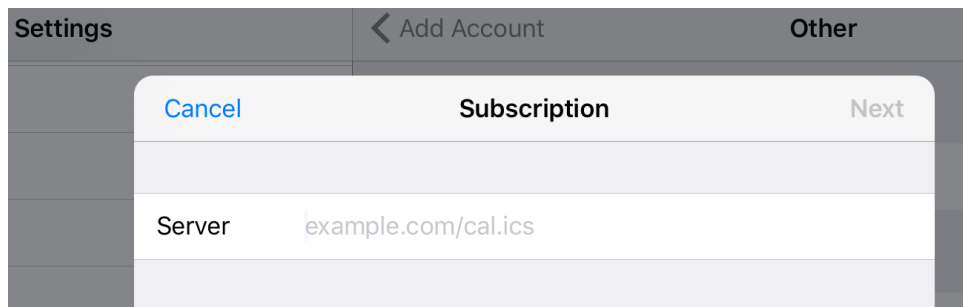 Settings
Add Account
Other
Cancel
Subscription
Next
Server
example.com/cal.ics